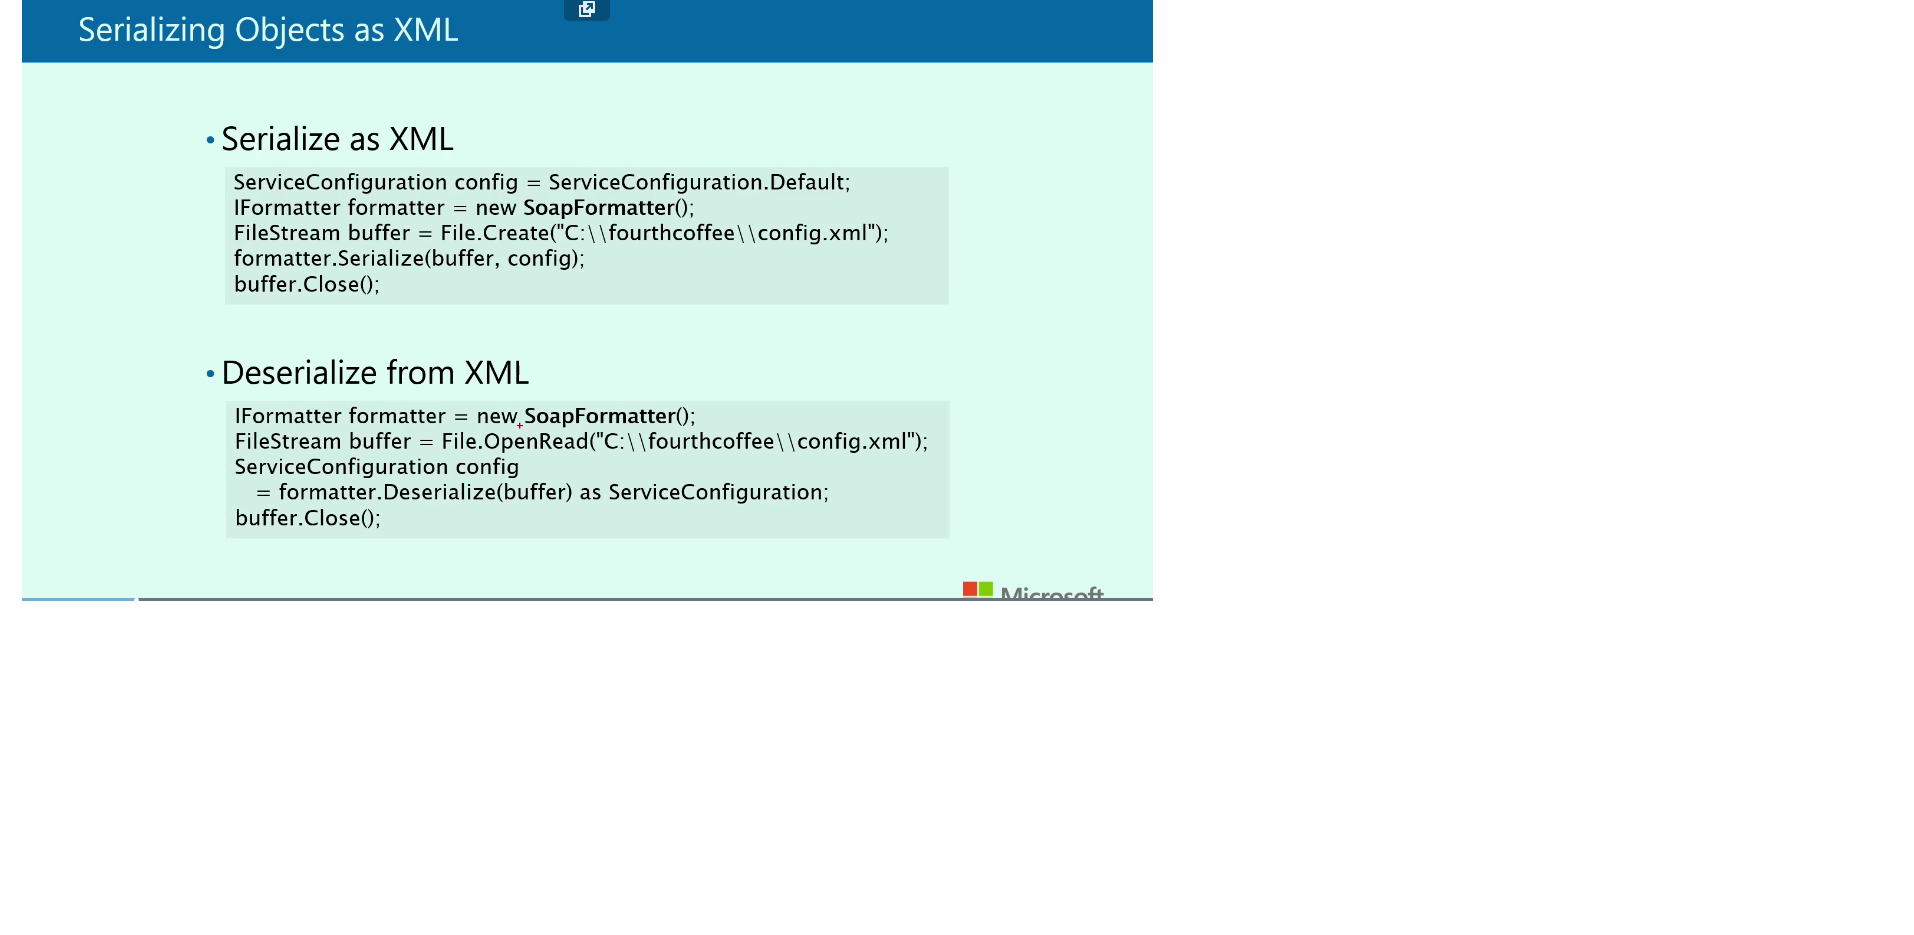 Serializing Objects as XML
• Serialize as XML
ServiceConfiguration config = ServiceConfiguration.Default;
IFormatter formatter = new SoapFormatter();
FileStream buffer = File.Create("C:\\fourthcoffee\\config.xml");
formatter.Serialize(buffer, config);
buffer.Close();
• Deserialize from XML
IFormatter formatter = new SoapFormatter();
FileStream buffer = File.OpenRead("C:\\fourthcoffee\\config.xml");
ServiceConfiguration config
= formatter.Deserialize(buffer) as ServiceConfiguration;
buffer.Close();
Microsoft